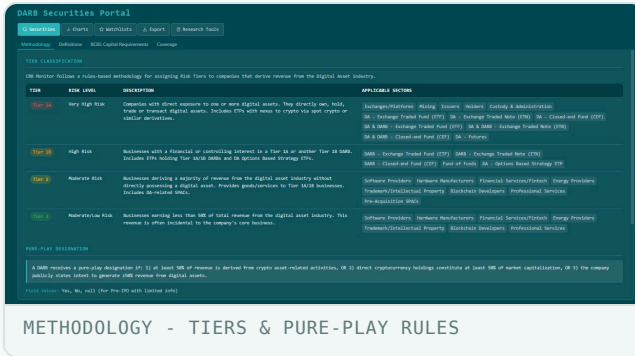 DARB Securities Portal
Securities
Charts
Watchlists
Export
Research Tools
Methodology Definitions BCBS Capital Requirements Coverage
TIER CLASSIFICATION
CRB Monitor follows a rules-based methodology for assigning Risk Tiers to companies that derive revenue from the Digital Asset industry.
TIER RISK LEVEL DESCRIPTION APPLICABLE SECTORS
Tier 1A
Very High Risk
Companies with direct exposure to one or more digital assets. They directly own, hold,
trade or transact digital assets. Includes ETPs with nexus to crypto via spot crypto or
similar derivatives.
Exchanges/Platforms Mining Issuers Holders Custody & Administration
DA - Exchange Traded Fund (ETF) DA - Exchange Traded Note (ETN) DA - Closed-end Fund (CEF)
DA & DARB - Exchange Traded Fund (ETF) DA & DARB - Exchange Traded Note (ETN)
DA & DARB - Closed-end Fund (CEF) DA - Futures
Tier 1B
High Risk
Businesses with a financial or controlling interest in a Tier 1A or another Tier 1B DARB.
Includes ETPs holding Tier 1A/1B DARBs and DA Options Based Strategy ETFs.
DARB - Exchange Traded Fund (ETF) DARB - Exchange Traded Note (ETN)
DARB - Closed-end Fund (CEF) Fund of Funds DA - Options Based Strategy ETF
Tier 2
Moderate Risk
Businesses deriving a majority of revenue from the digital asset industry without
directly possessing a digital asset. Provides goods/services to Tier 1A/1B businesses.
Includes DA-related SPACs.
Software Providers Hardware Manufacturers Financial Services/Fintech Energy Providers
Trademark/Intellectual Property Blockchain Developers Professional Services
Pre-Acquisition SPACs
Tier 3
Moderate/Low Risk
Businesses earning less than 50% of total revenue from the digital asset industry. This
revenue is often incidental to the company's core business.
Software Providers Hardware Manufacturers Financial Services/Fintech Energy Providers
Trademark/Intellectual Property Blockchain Developers Professional Services
PURE-PLAY DESIGNATION
A DARB receives a pure-play designation if: 1) at least 50% of revenue is derived from crypto asset-related activities, OR 2) direct cryptocurrency holdings constitute at least 50% of market capitalization, OR 3) the company
publicly states intent to generate ≥50% revenue from digital assets.
Field Values: Yes, No, null (for Pre-IPO with limited info)
METHODOLOGY - TIERS & PURE-PLAY RULES